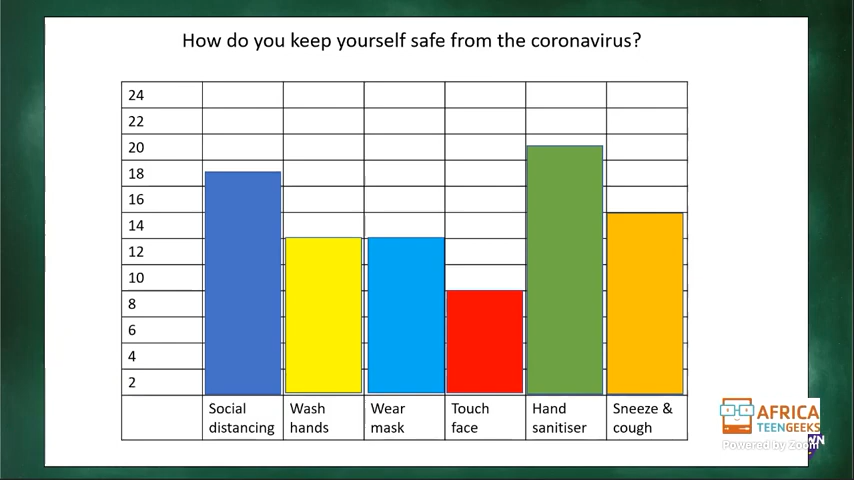 How do you keep yourself safe from the coronavirus?
24
22
20
18
16
14
12
10
8
6
4
2
Social distancing
Wash hands
Wear mask
Touch face
Hand sanitiser
Sneeze & cough
AFRICA
TEENGEEKS
Powered by Zoom